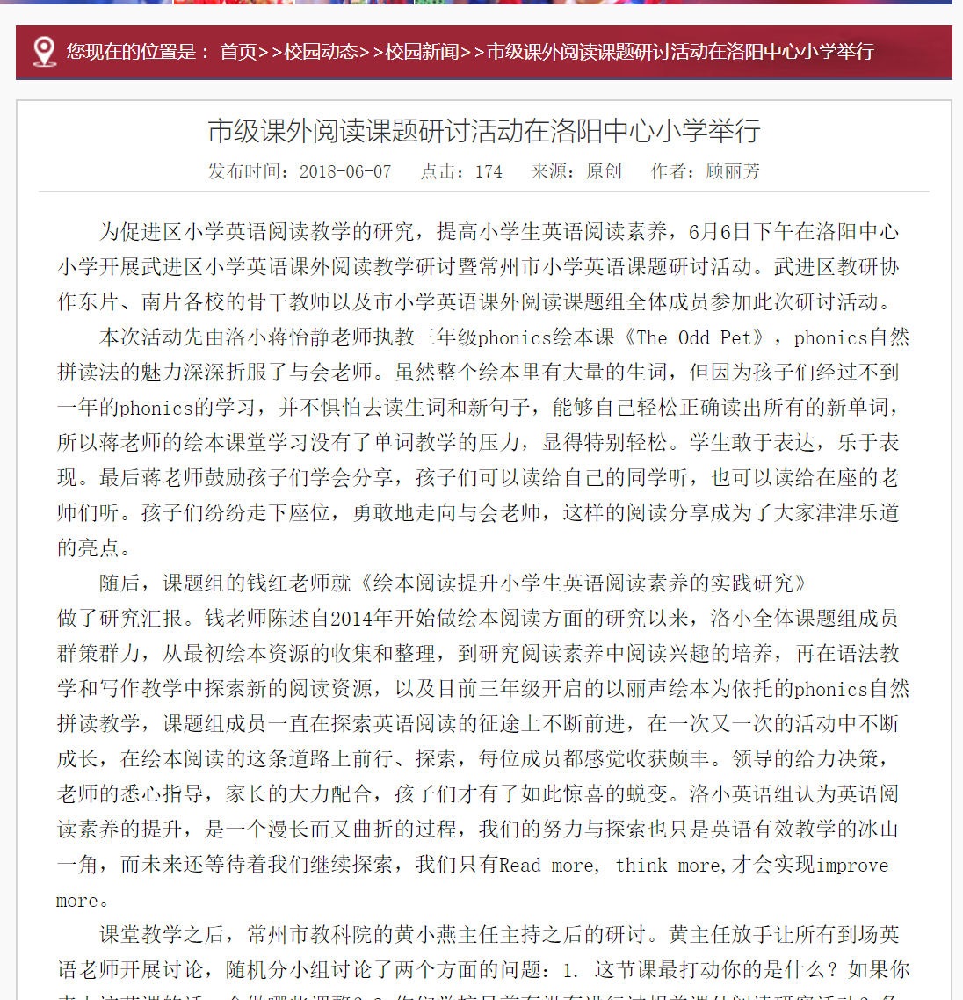 您现在的位置是： 首页>>校园动态>>校园新闻>>市级课外阅读课题研讨活动在洛阳中心小学举行
市级课外阅读课题研讨活动在洛阳中心小学举行
发布时间：2018-06-07 点击：174 来源：原创 作者：顾丽芳
为促进区小学英语阅读教学的研究，提高小学生英语阅读素养，6月6日下午在洛阳中心
小学开展武进区小学英语课外阅读教学研讨暨常州市小学英语课题研讨活动。武进区教研协
作东片、南片各校的骨干教师以及市小学英语课外阅读课题组全体成员参加此次研讨活动。
本次活动先由洛小蒋怡静老师执教三年级phonics绘本课《The Odd Pet》，phonics自然
拼读法的魅力深深折服了与会老师。虽然整个绘本里有大量的生词，但因为孩子们经过不到
一年的phonics的学习，并不惧怕去读生词和新句子，能够自己轻松正确读出所有的新单词，
所以蒋老师的绘本课堂学习没有了单词教学的压力，显得特别轻松。学生敢于表达，乐于表
现。最后蒋老师鼓励孩子们学会分享，孩子们可以读给自己的同学听，也可以读给在座的老
师们听。孩子们纷纷走下座位，勇敢地走向与会老师，这样的阅读分享成为了大家津津乐道
的亮点。
随后，课题组的钱红老师就《绘本阅读提升小学生英语阅读素养的实践研究》
做了研究汇报。钱老师陈述自2014年开始做绘本阅读方面的研究以来，洛小全体课题组成员
群策群力，从最初绘本资源的收集和整理，到研究阅读素养中阅读兴趣的培养，再在语法教
学和写作教学中探索新的阅读资源，以及目前三年级开启的以丽声绘本为依托的phonics自然
拼读教学，课题组成员一直在探索英语阅读的征途上不断前进，在一次又一次的活动中不断
成长，在绘本阅读的这条道路上前行、探索，每位成员都感觉收获颇丰。领导的给力决策，
老师的悉心指导，家长的大力配合，孩子们才有了如此惊喜的蜕变。洛小英语组认为英语阅
读素养的提升，是一个漫长而又曲折的过程，我们的努力与探索也只是英语有效教学的冰山
一角，而未来还等待着我们继续探索，我们只有Read more, think more,才会实现improve
more。
课堂教学之后，常州市教科院的黄小燕主任主持之后的研讨。黄主任放手让所有到场英
语老师开展讨论，随机分小组讨论了两个方面的问题：1. 这节课最打动你的是什么？如果你